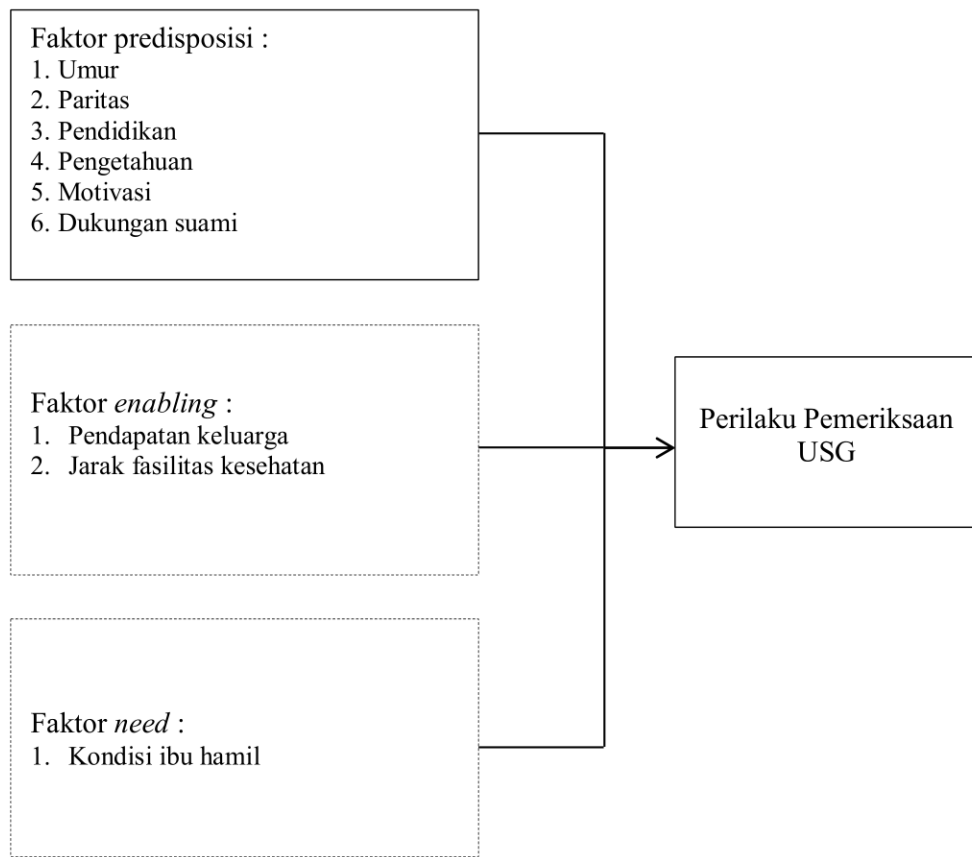 Faktor predisposisi :
1. Umur
2. Paritas
3. Pendidikan
4. Pengetahuan
5. Motivasi
6. Dukungan suami
Faktor enabling :
1. Pendapatan keluarga
2. Jarak fasilitas kesehatan
Perilaku Pemeriksaan
USG
Faktor need :
1. Kondisi ibu hamil